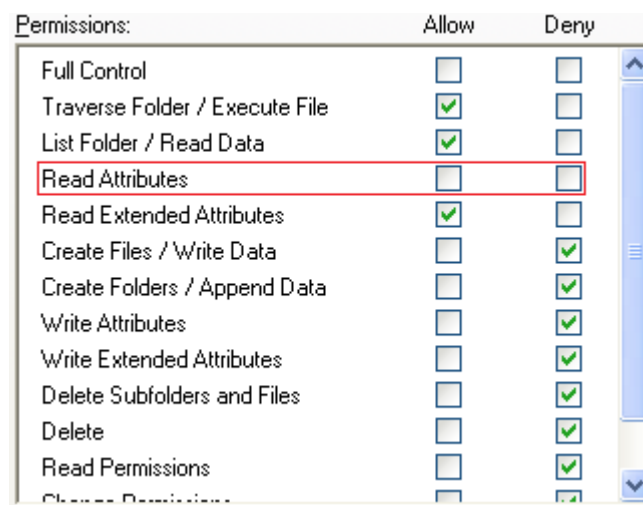 Permissions: Allow Deny
Full Control
Traverse Folder / Execute File
List Folder / Read Data
Read Attributes
Read Extended Attributes
Create Files / Write Data
Create Folders / Append Data
Write Attributes
Write Extended Attributes
Delete Subfolders and Files
Delete
Read Permissions
Change Permissions